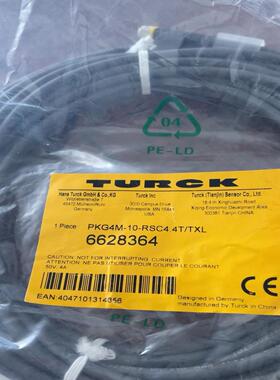 04
PE-LD
TURCK
Hans Turck GmbH & Co.,KG
Witzlebenstraße 7
45472 Mülheim/Ruhr
Germany
Turck Inc
3000 Campus Drive
Minneapolis, MN
USA
Turck (Tianjin) Sensor Co., Ltd
18.4 in Xinghuazhi Road
Xiqing Economic Development Area
300381 Tianjin CHINA
1 Piece
PKG4M-10-RSC4.4T/TXL
6628364
CAUTION: NOT FOR INTERRUPTING CURRENT.
ATTENTION: NE PAS UTILISER POUR COUPER LE COURANT
50V, 4A
EAN:4047101314356
Designed in Germany
Manufactured by
Turck in China
PE-LD